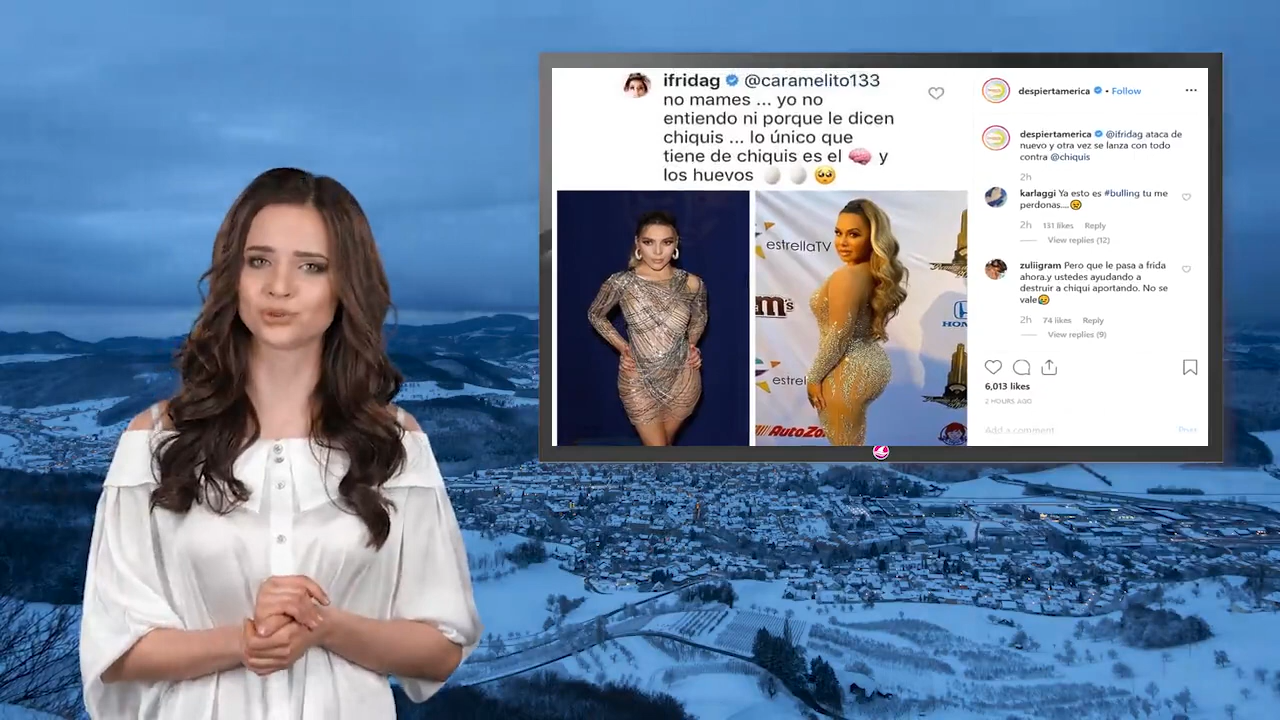 ifridag @caramelito133
no mames ... yo no
entiendo ni porque le dicen
chiquis ... lo único que
tiene de chiquis es el 🧠 y
los huevos 🥚 🥚 🥺
estrellaTV
m's
HON
estrel
AutoZo
despiertamerica • Follow
despiertamerica @ifridag ataca de
nuevo y otra vez se lanza con todo
contra @chiquis
2h
karlaggi Ya esto es #bulling tu me
perdonas....😖
2h 131 likes Reply
View replies (12)
zuliigram Pero que le pasa a frida
ahora.y ustedes ayudando a
destruir a chiqui aportando. No se
vale😥
2h 74 likes Reply
View replies (9)
6,013 likes
2 HOURS AGO
Add a comment
Post